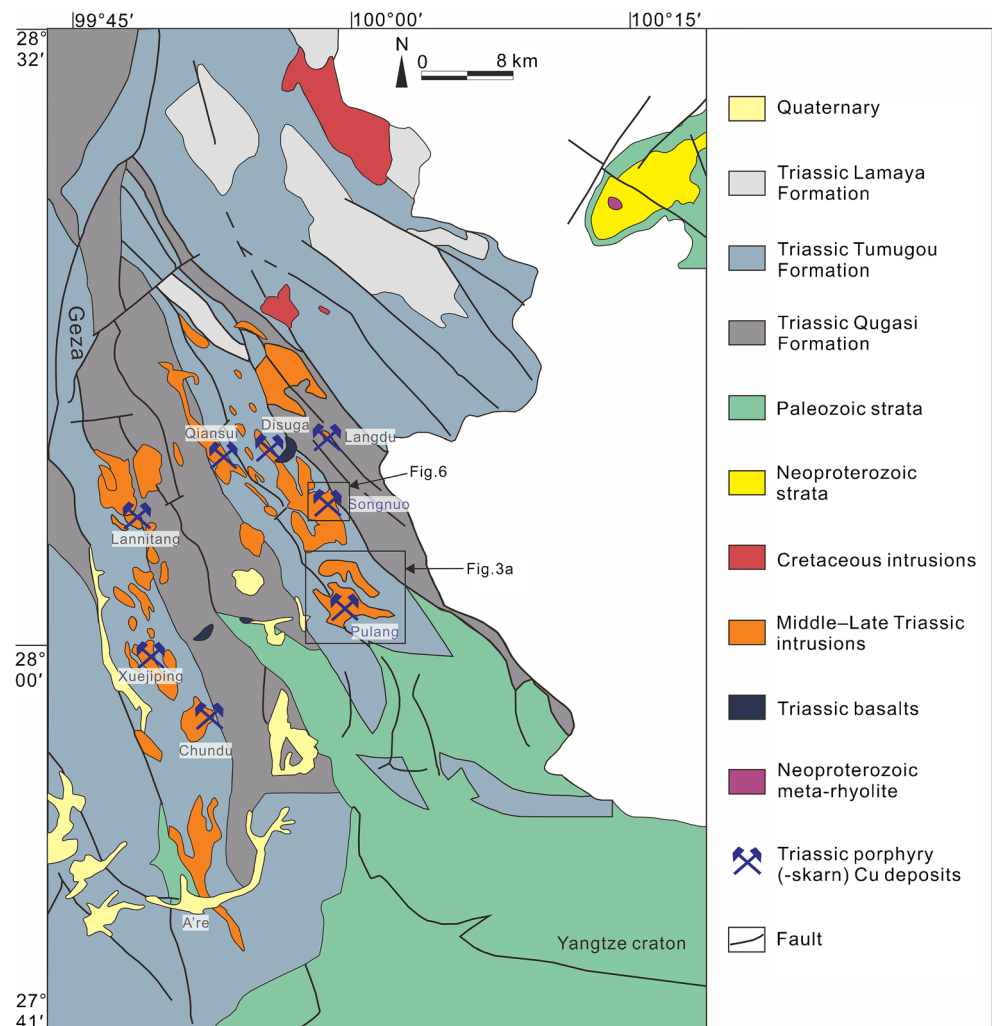 99°45′
100°00′
100°15′
28°
32′
N
0
8 km
Geza
Qiansui
Disuga
Langdu
Fig.6
Songnuo
Lannitang
Fig.3a
Pulang
28°
00′
Xuejiping
Chundu
A're
Yangtze craton
27°
41′
Quaternary
Triassic Lamaya
Formation
Triassic Tumugou
Formation
Triassic Qugasi
Formation
Paleozoic strata
Neoproterozoic
strata
Cretaceous intrusions
Middle–Late Triassic
intrusions
Triassic basalts
Neoproterozoic
meta-rhyolite
Triassic porphyry
(-skarn) Cu deposits
Fault